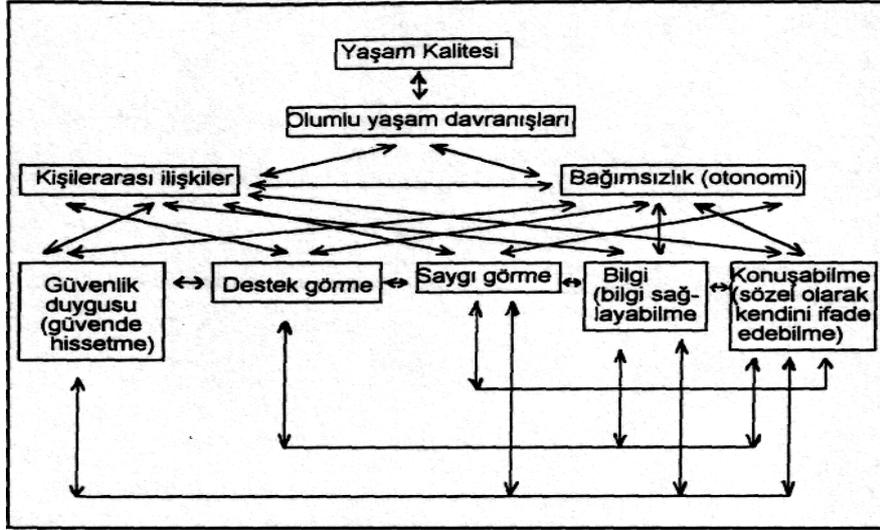 Yaşam Kalitesi
Olumlu yaşam davranışları
Kişilerarası ilişkiler
Bağımsızlık (otonomi)
Güvenlik
duygusu
(güvende
hissetme)
Destek görme
Saygı görme
Bilgi
(bilgi sağ-
layabilme
Konuşabilme
(sözel olarak
kendini ifade
edebilme)